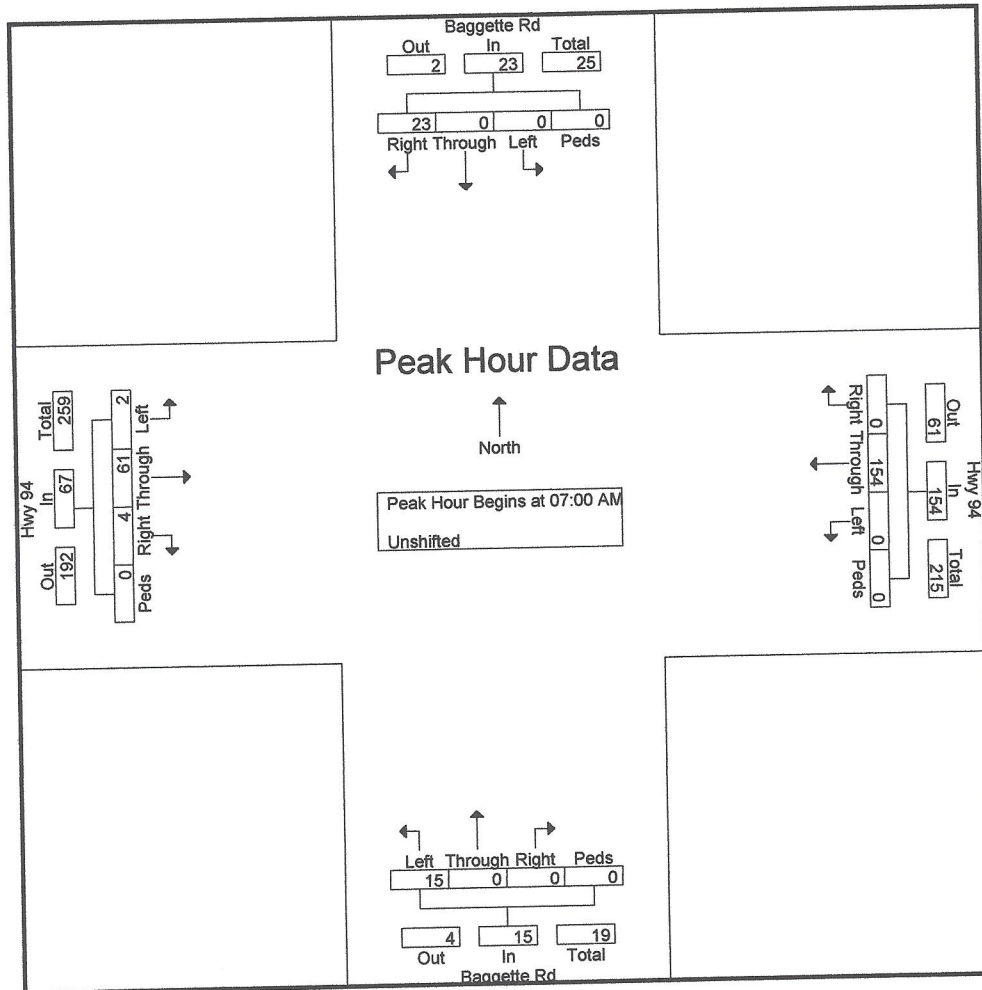 Baggette Rd
Out In Total
2 23 25
23 0 0 0
Right Through Left Peds
Peak Hour Data
North
Peak Hour Begins at 07:00 AM
Unshifted
Hwy 94
Out In Total
192 67 259
2 61 4 0
Left Through Right Peds
Hwy 94
Out In Total
61 154 215
0 154 0 0
Right Through Left Peds
Left Through Right Peds
15 0 0 0
4 15 19
Out In Total
Baggette Rd